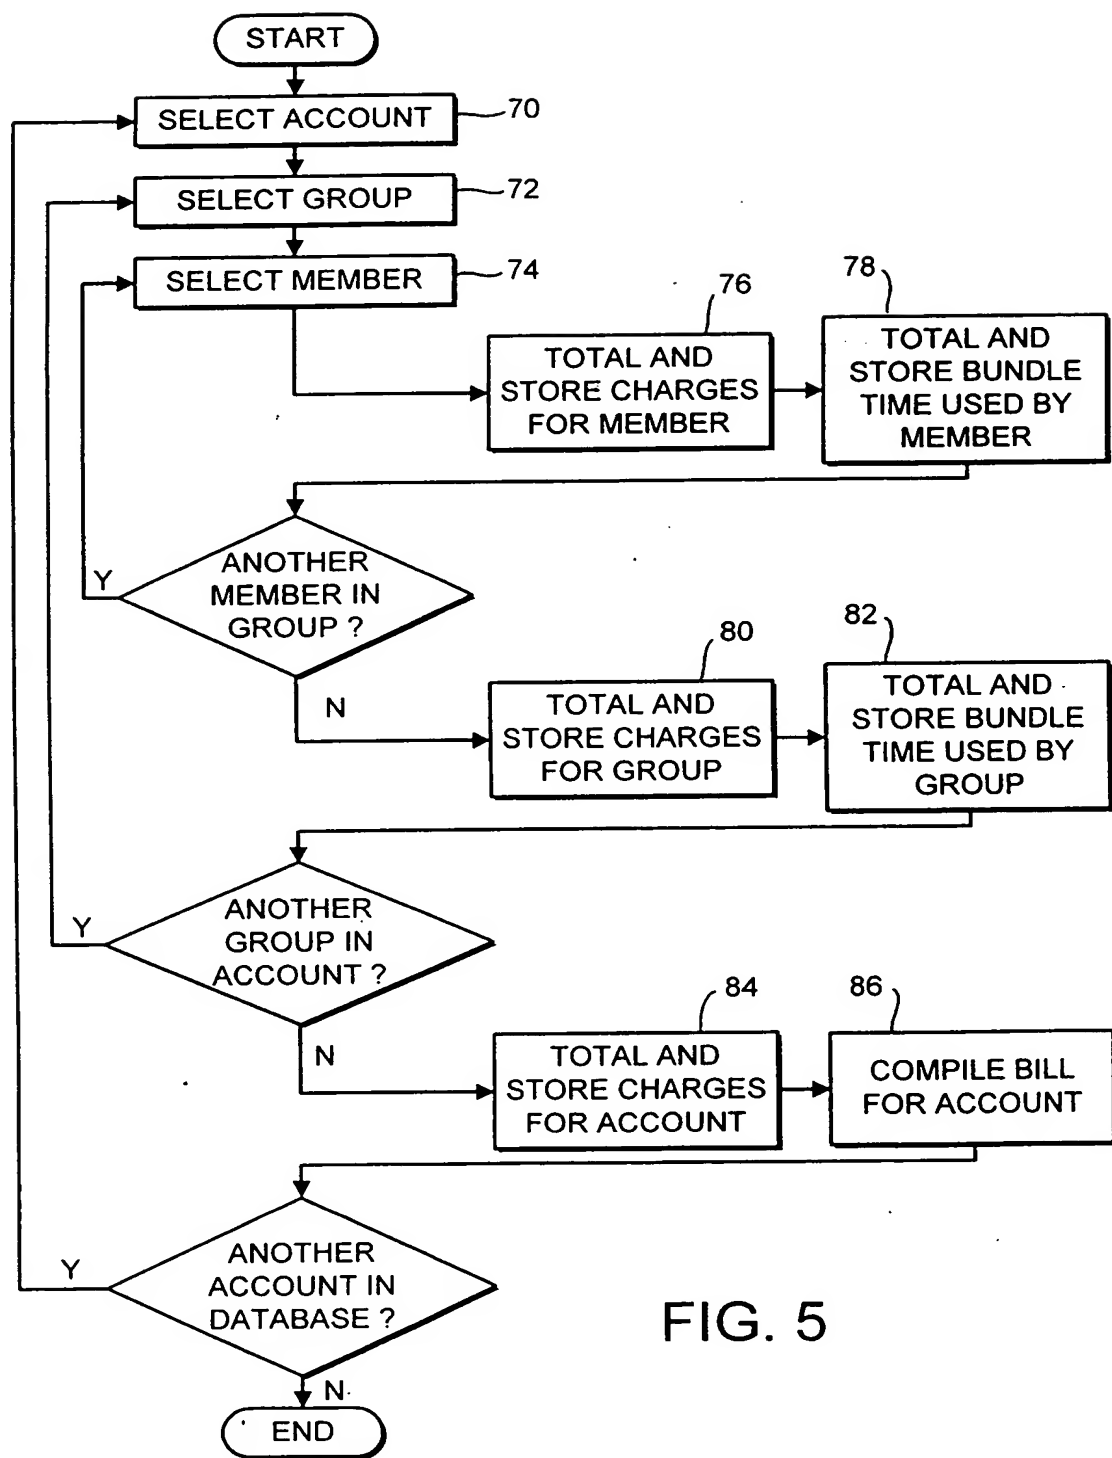 START
SELECT ACCOUNT
70
SELECT GROUP
72
SELECT MEMBER
74
76
TOTAL AND
STORE CHARGES
FOR MEMBER
78
TOTAL AND
STORE BUNDLE
TIME USED BY
MEMBER
ANOTHER
MEMBER IN
GROUP ?
Y
N
80
TOTAL AND
STORE CHARGES
FOR GROUP
82
TOTAL AND
STORE BUNDLE
TIME USED BY
GROUP
ANOTHER
GROUP IN
ACCOUNT ?
Y
N
84
TOTAL AND
STORE CHARGES
FOR ACCOUNT
86
COMPILE BILL
FOR ACCOUNT
ANOTHER
ACCOUNT IN
DATABASE ?
Y
N
END
FIG. 5